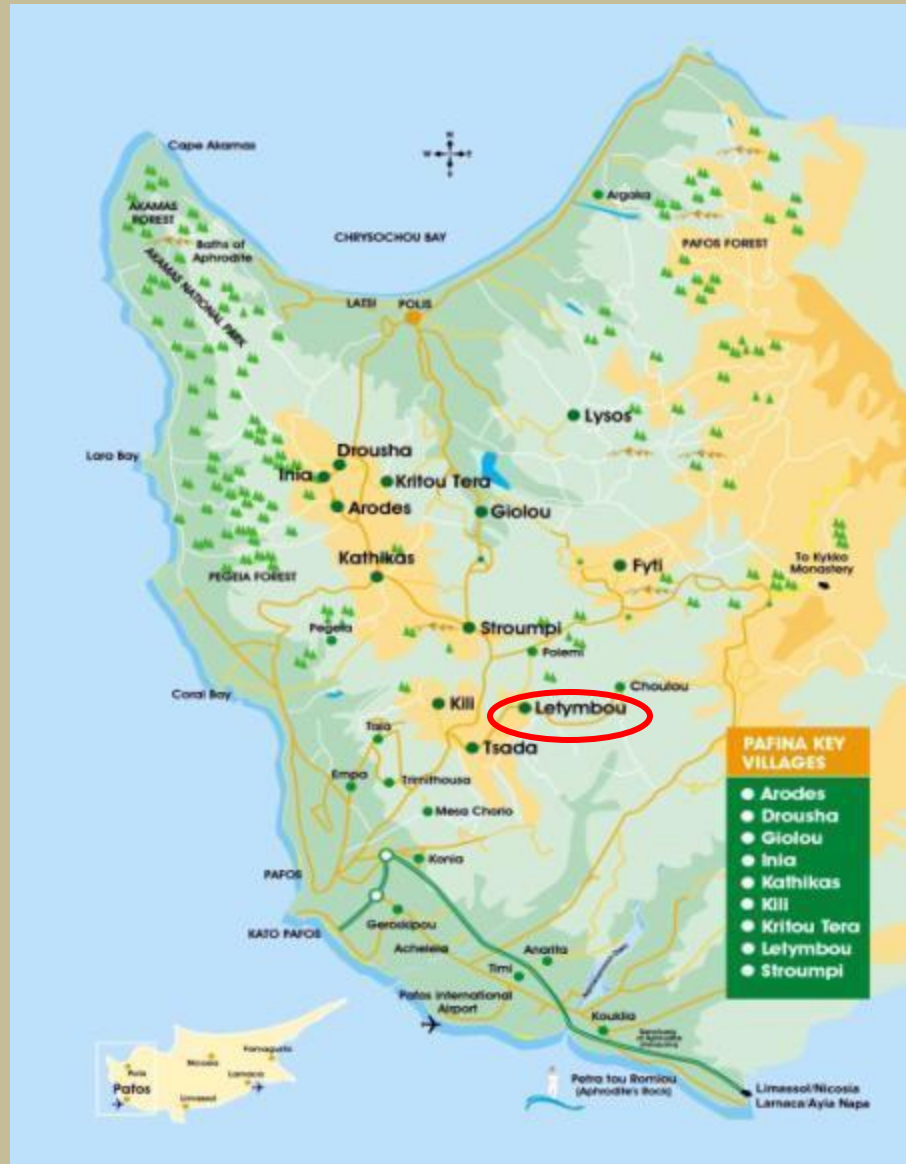 Cape Akamas
N
W
E
S
AKAMAS
FOREST
Baths of
Aphrodite
AKAMAS NATIONAL PARK
CHRYSOCHOU BAY
Argaka
PAFOS FOREST
LATSI
POLIS
Lysos
Lara Bay
Drousha
Inia
Kritou Tera
Arodes
Giolou
Kathikas
Fyti
To Kykko
Monastery
PEGEIA FOREST
Pegeia
Stroumpi
Polemi
Choulou
Coral Bay
Kili
Letymbou
Tala
Tsada
Empa
Trimithousa
Mesa Chorio
PAFINA KEY
VILLAGES
Arodes
Drousha
Giolou
Inia
Kathikas
Kili
Kritou Tera
Letymbou
Stroumpi
Konia
PAFOS
KATO PAFOS
Geroskipou
Acheleia
Anarita
Timi
Pafos International
Airport
Kouklia
Sanctuary
of Aphrodite
Petra tou Romiou
(Aphrodite's Rock)
Limassol/Nicosia
Larnaca/Ayia Napa
Polis
Pafos
Nicosia
Famagusta
Larnaca
Limassol